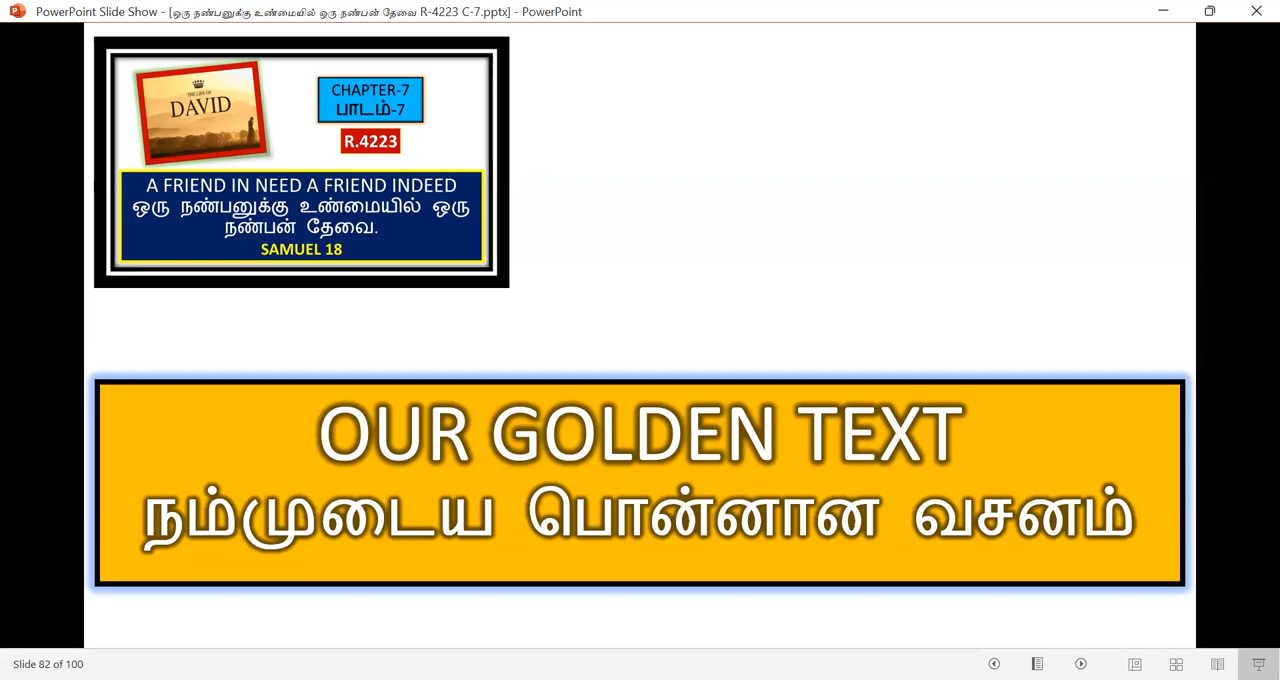 PowerPoint Slide Show - [ஒரு நண்பனுக்கு உண்மையில் ஒரு நண்பன் தேவை R-4223 C-7.pptx] - PowerPoint
THE LIFE OF
DAVID
CHAPTER-7
பாடம்-7
R.4223
A FRIEND IN NEED A FRIEND INDEED
ஒரு நண்பனுக்கு உண்மையில் ஒரு
நண்பன் தேவை.
SAMUEL 18
OUR GOLDEN TEXT
நம்முடைய பொன்னான வசனம்
Slide 82 of 100